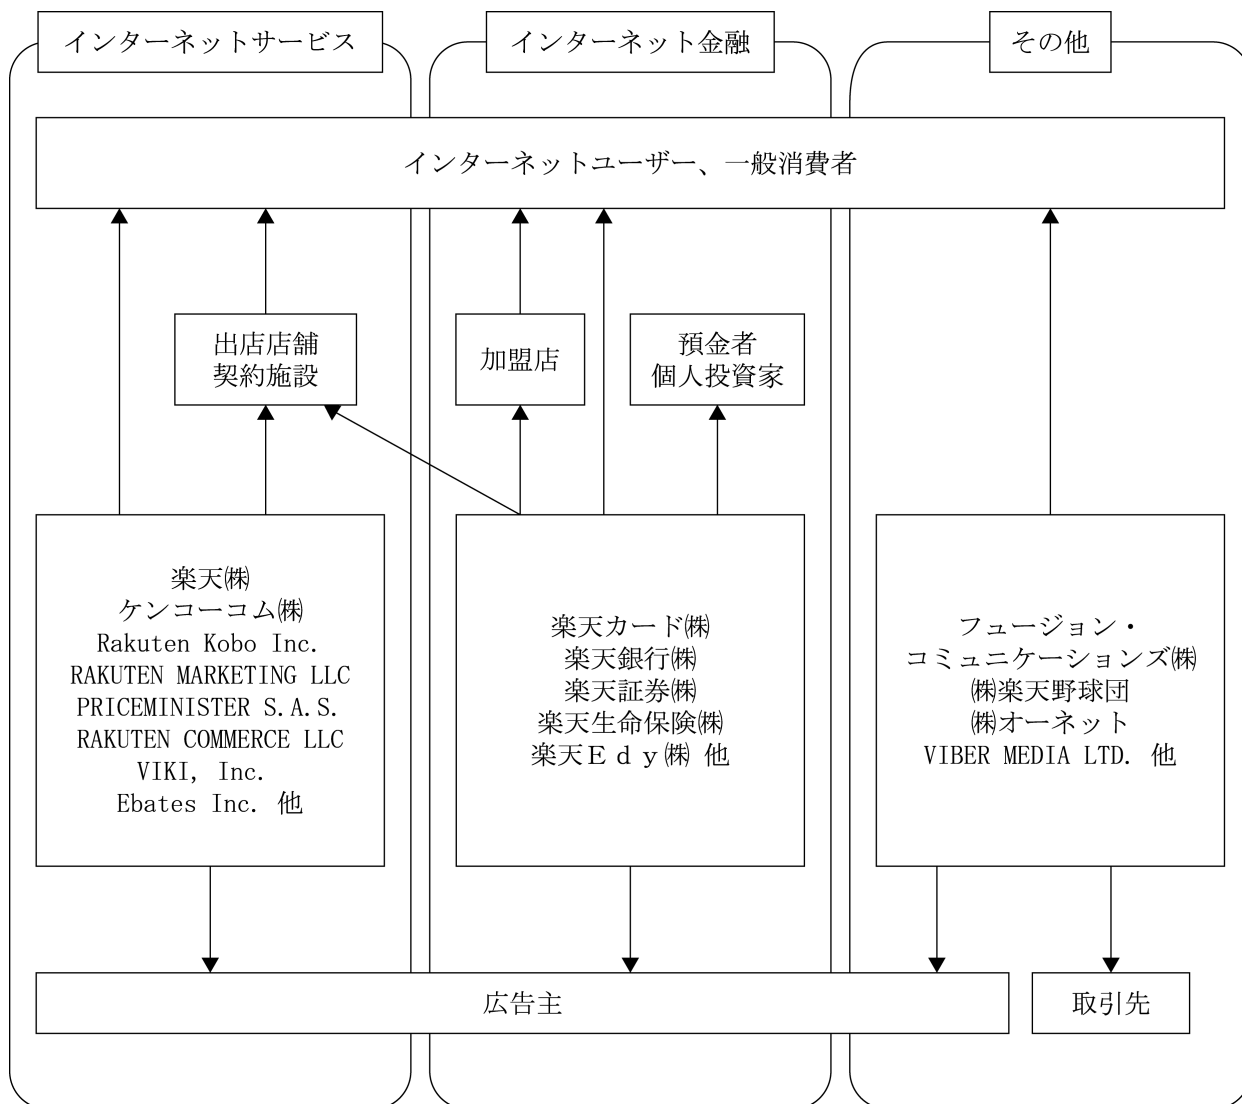 インターネットサービス
インターネット金融
その他
インターネットユーザー、一般消費者
出店店舗
契約施設
加盟店
預金者
個人投資家
楽天㈱
ケンコーコム㈱
Rakuten Kobo Inc.
RAKUTEN MARKETING LLC
PRICEMINISTER S.A.S.
RAKUTEN COMMERCE LLC
VIKI, Inc.
Ebates Inc. 他
楽天カード㈱
楽天銀行㈱
楽天証券㈱
楽天生命保険㈱
楽天Ｅｄｙ㈱ 他
フュージョン・
コミュニケーションズ㈱
㈱楽天野球団
㈱オーネット
VIBER MEDIA LTD. 他
広告主
取引先